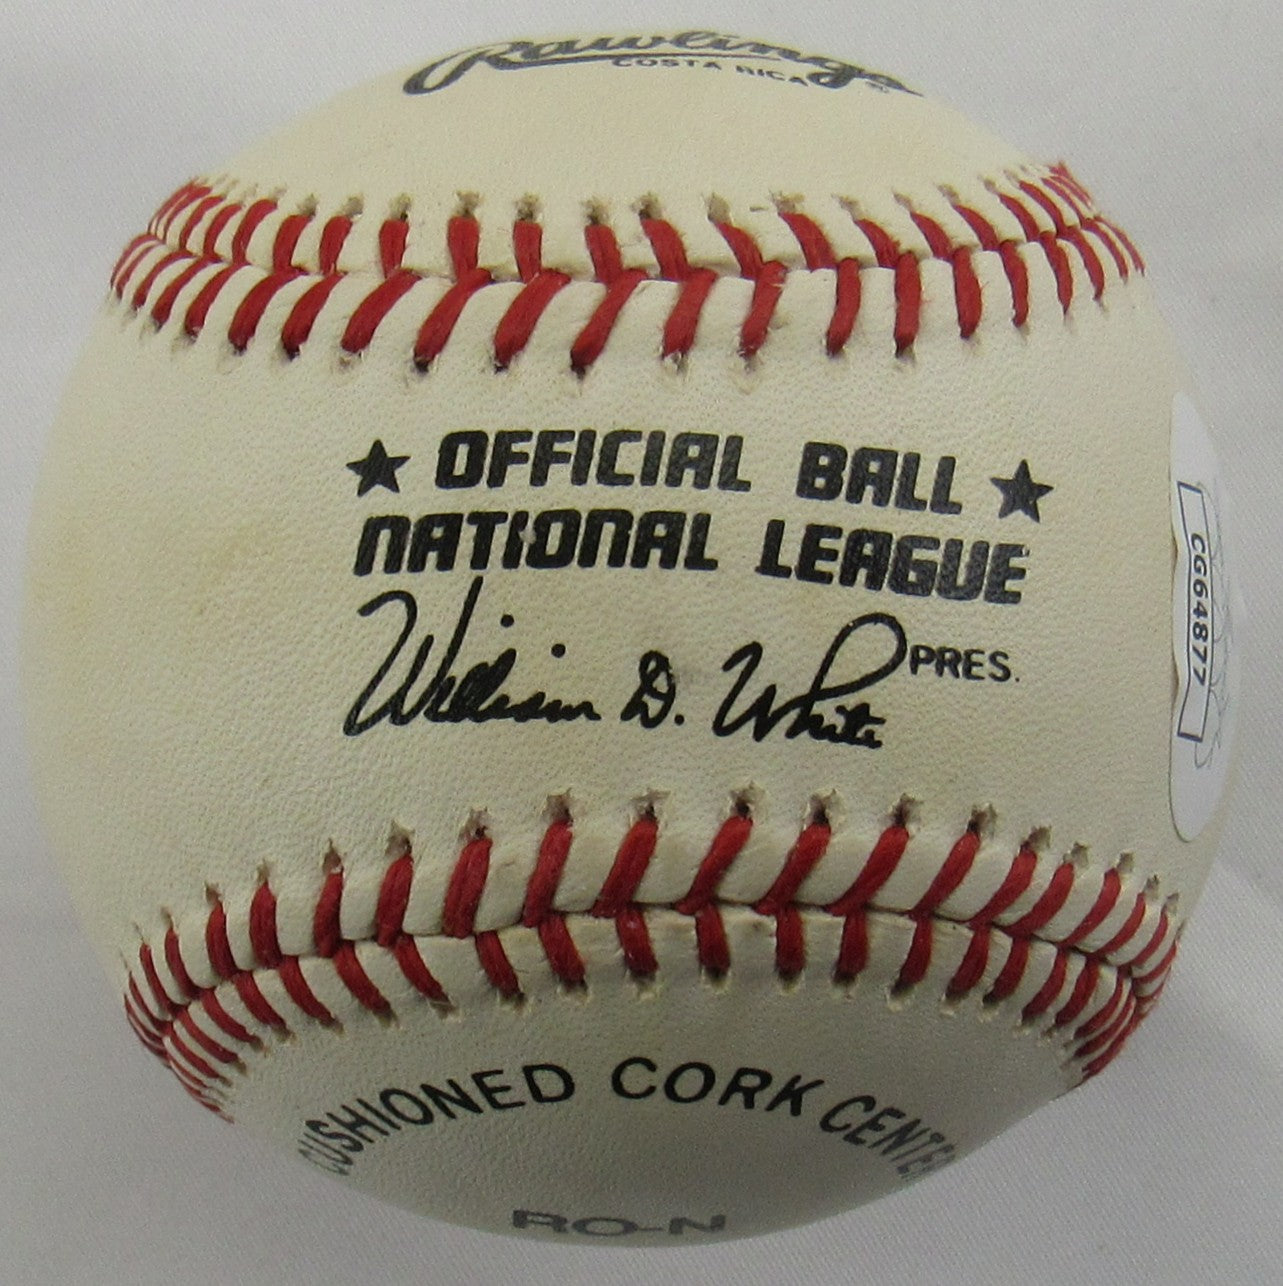 Rawlings
COSTA RICA
®
★ OFFICIAL BALL ★
NATIONAL LEAGUE
William D. White PRES.
CG64877
CUSHIONED CORK CENTER
RO-N